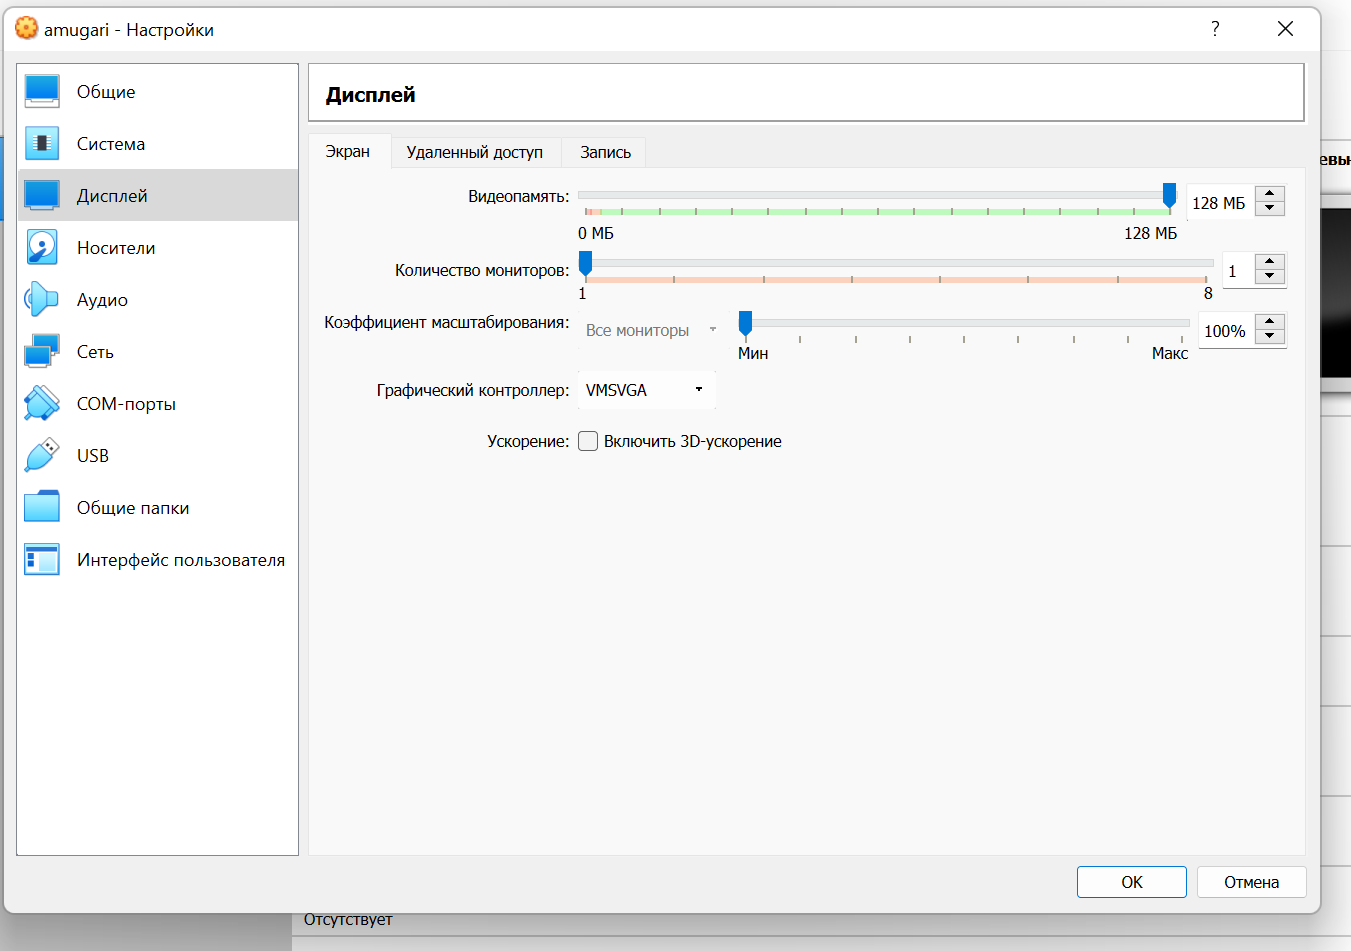 amugari - Настройки
?
Общие
Система
Дисплей
Носители
Аудио
Сеть
COM-порты
USB
Общие папки
Интерфейс пользователя
Дисплей
Экран Удаленный доступ Запись
Видеопамять: 128 МБ
0 МБ 128 МБ
Количество мониторов: 1
1 8
Коэффициент масштабирования: Все мониторы 100%
Мин Макс
Графический контроллер: VMSVGA
Ускорение: Включить 3D-ускорение
OK Отмена
Отсутствует